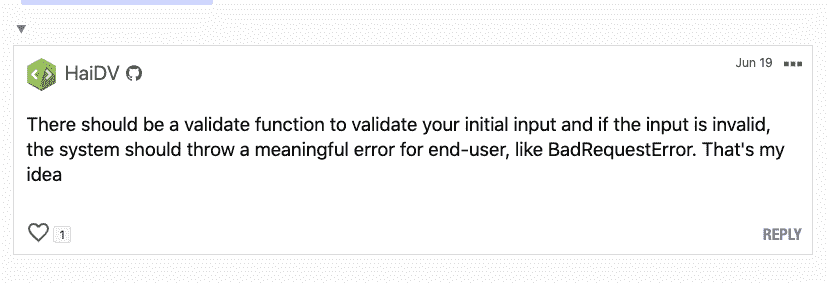 HaiDV
Jun 19
There should be a validate function to validate your initial input and if the input is invalid,
the system should throw a meaningful error for end-user, like BadRequestError. That's my
idea
1
REPLY